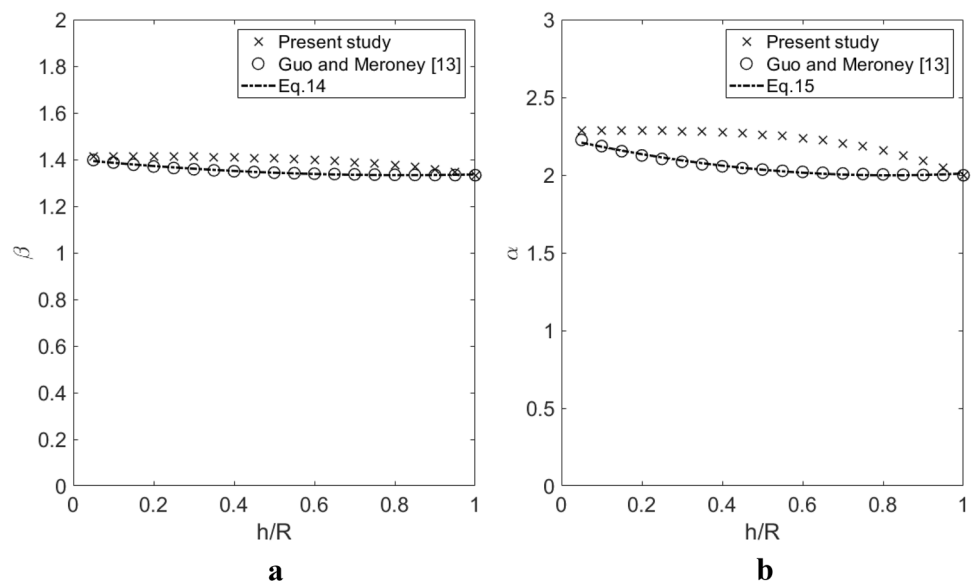 2
1.8
1.6
1.4
1.2
1
0.8
0.6
0.4
0.2
0
β
0
0.2
0.4
0.6
0.8
1
h/R
Present study
Guo and Meroney [13]
Eq.14
a
3
2.5
2
1.5
1
0.5
0
α
0
0.2
0.4
0.6
0.8
1
h/R
Present study
Guo and Meroney [13]
Eq.15
b